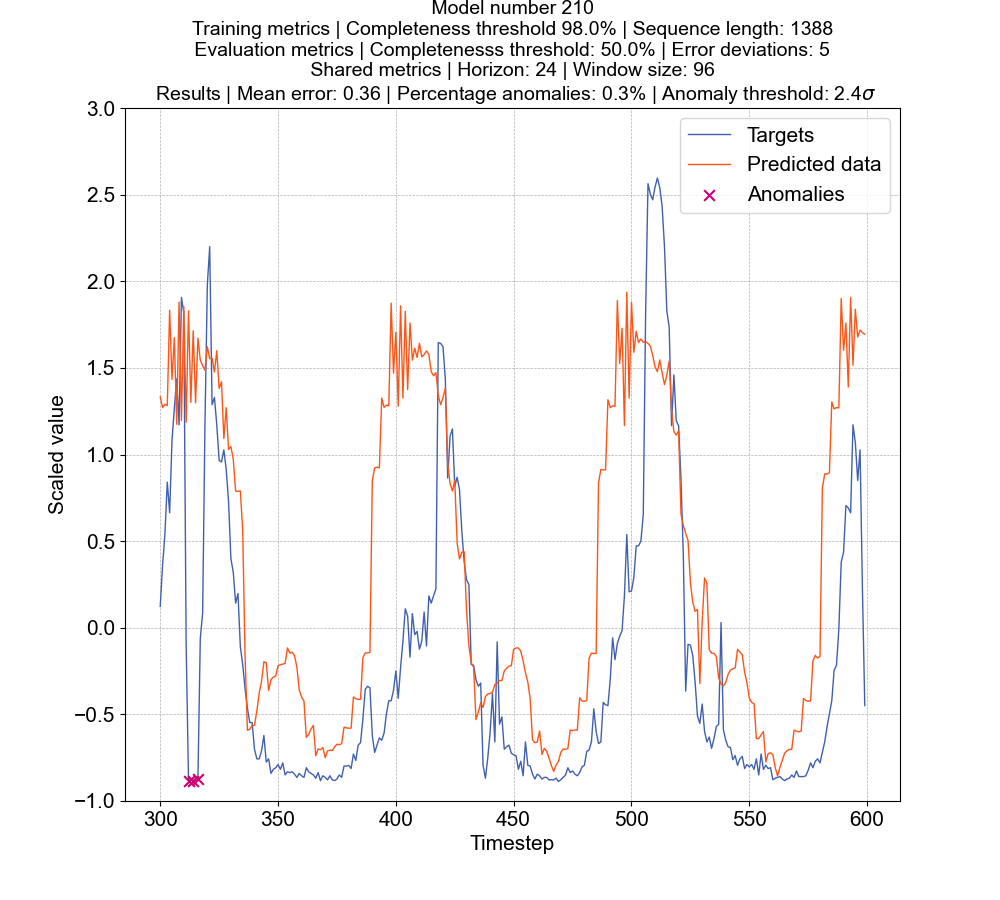 Model number 210
Training metrics | Completeness threshold 98.0% | Sequence length: 1388
Evaluation metrics | Completenesss threshold: 50.0% | Error deviations: 5
Shared metrics | Horizon: 24 | Window size: 96
Results | Mean error: 0.36 | Percentage anomalies: 0.3% | Anomaly threshold: 2.4σ
3.0
2.5
2.0
1.5
1.0
0.5
0.0
−0.5
−1.0
Scaled value
Targets
Predicted data
Anomalies
300 350 400 450 500 550 600
Timestep